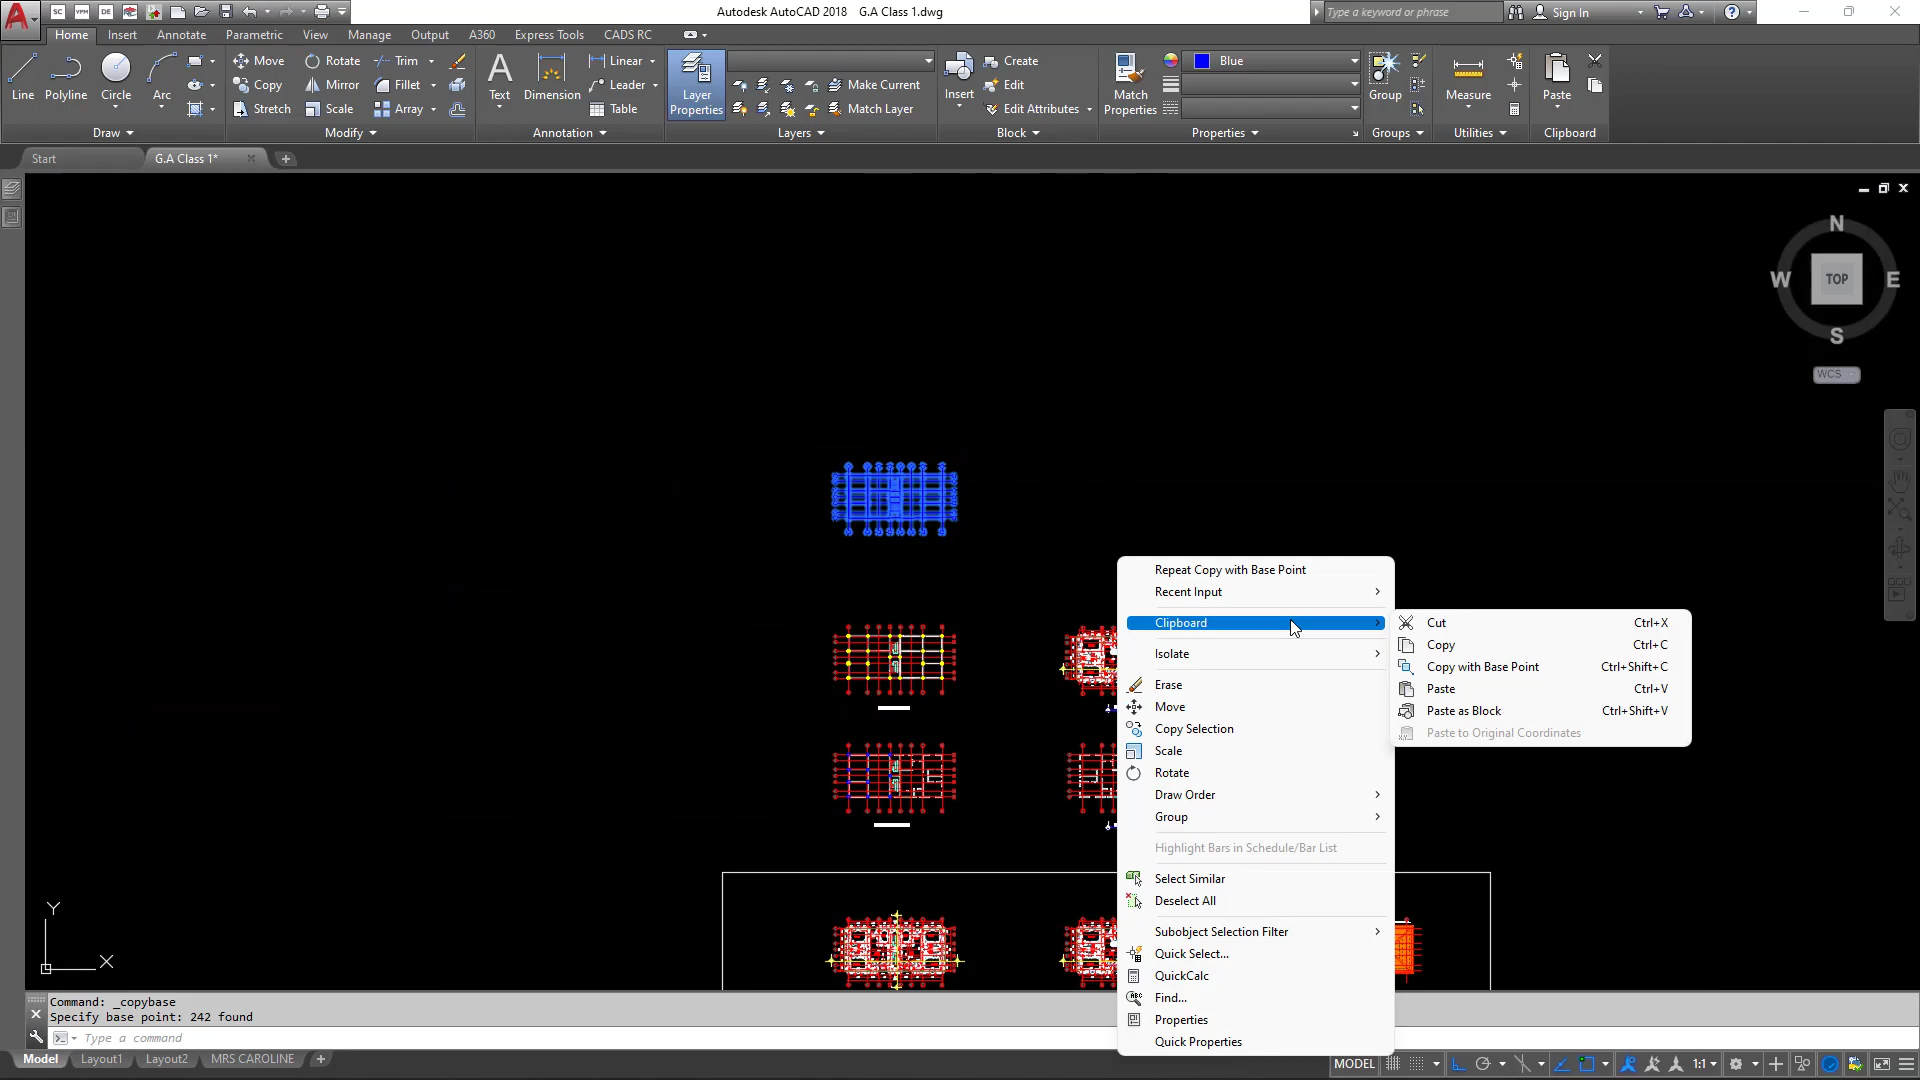 SC VPM DE Autodesk AutoCAD 2018 G.A Class 1.dwg Type a keyword or phrase Sign In
Home Insert Annotate Parametric View Manage Output A360 Express Tools CADS RC
Line Polyline Circle Arc
Move Rotate Trim
Copy Mirror Fillet
Stretch Scale Array
Text Dimension
Linear
Leader
Table
Layer Properties
Make Current
Match Layer
Insert
Create
Edit
Edit Attributes
Match Properties
Blue
Group Measure Paste
Draw Modify Annotation Layers Block Properties Groups Utilities Clipboard
Start G.A Class 1*
N
W TOP E
S
WCS
Repeat Copy with Base Point
Recent Input
Clipboard
Isolate
Erase
Move
Copy Selection
Scale
Rotate
Draw Order
Group
Highlight Bars in Schedule/Bar List
Select Similar
Deselect All
Subobject Selection Filter
Quick Select...
QuickCalc
Find...
Properties
Quick Properties
Cut Ctrl+X
Copy Ctrl+C
Copy with Base Point Ctrl+Shift+C
Paste Ctrl+V
Paste as Block Ctrl+Shift+V
Paste to Original Coordinates
Y
X
Command: _copybase
Specify base point: 242 found
Type a command
Model Layout1 Layout2 MRS CAROLINE
MODEL 1:1